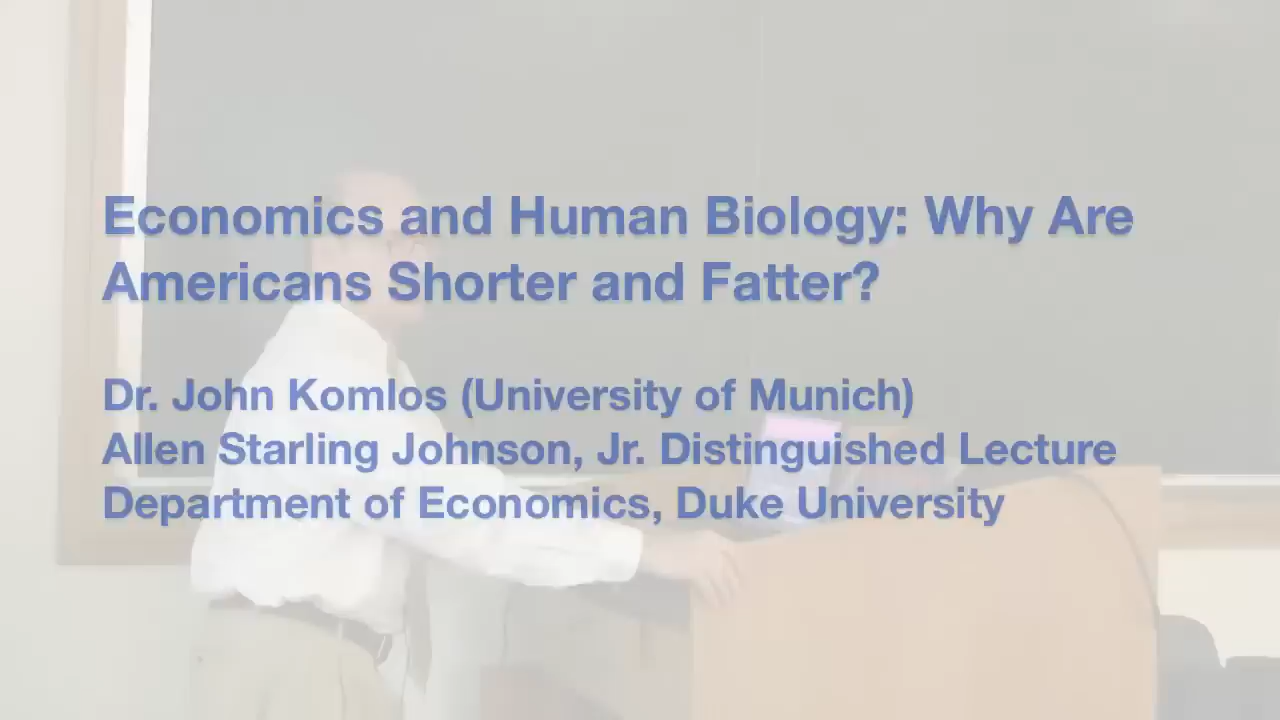 Economics and Human Biology: Why Are
Americans Shorter and Fatter?
Dr. John Komlos (University of Munich)
Allen Starling Johnson, Jr. Distinguished Lecture
Department of Economics, Duke University